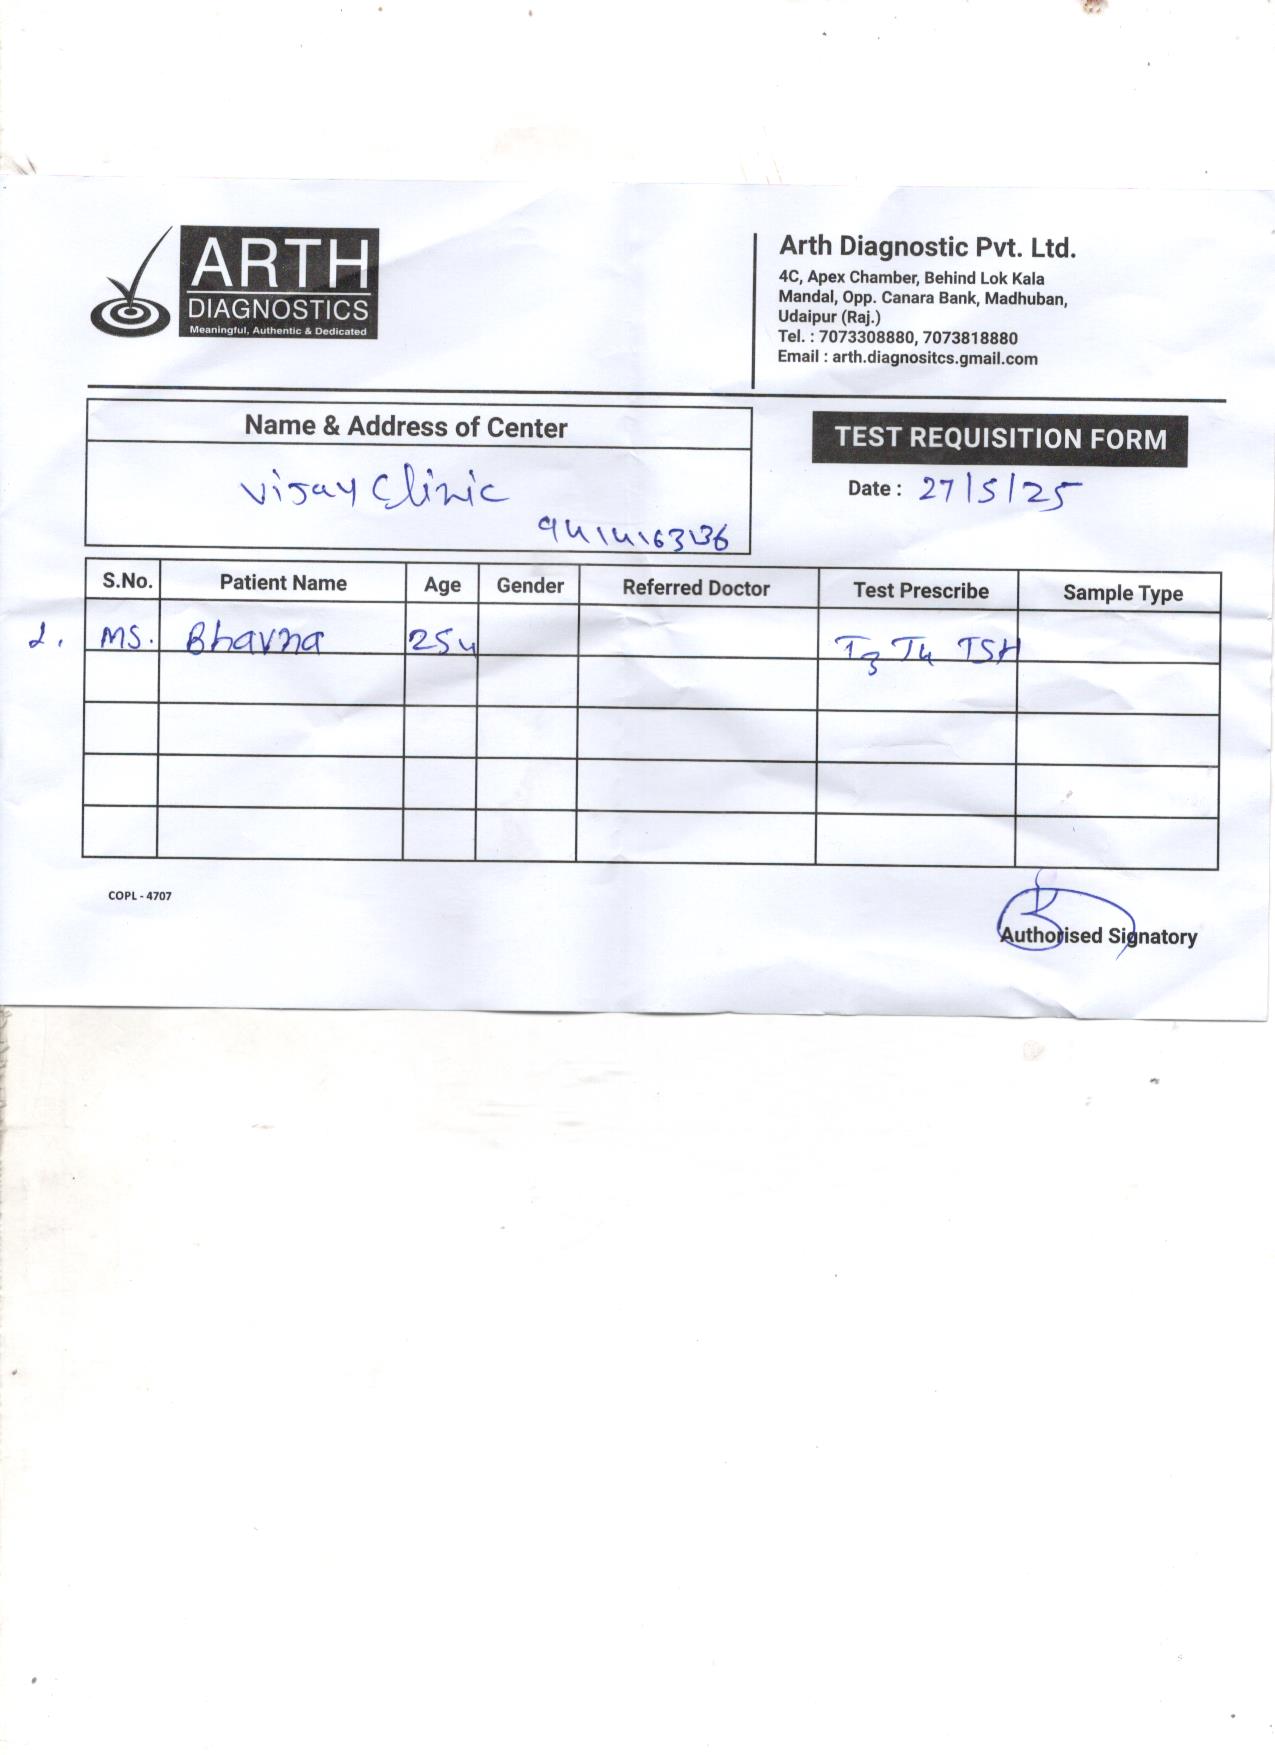 ARTH
DIAGNOSTICS
Meaningful, Authentic & Dedicated
Arth Diagnostic Pvt. Ltd.
4C, Apex Chamber, Behind Lok Kala
Mandal, Opp. Canara Bank, Madhuban,
Udaipur (Raj.)
Tel. : 7073308880, 7073818880
Email : arth.diagnositcs.gmail.com
Name & Address of Center
Vijay Clinic
9414163136
TEST REQUISITION FORM
Date : 27/5/25
S.No. Patient Name Age Gender Referred Doctor Test Prescribe Sample Type
1. MS. Bhavna 25y T3 T4 TSH
COPL - 4707
Authorised Signatory